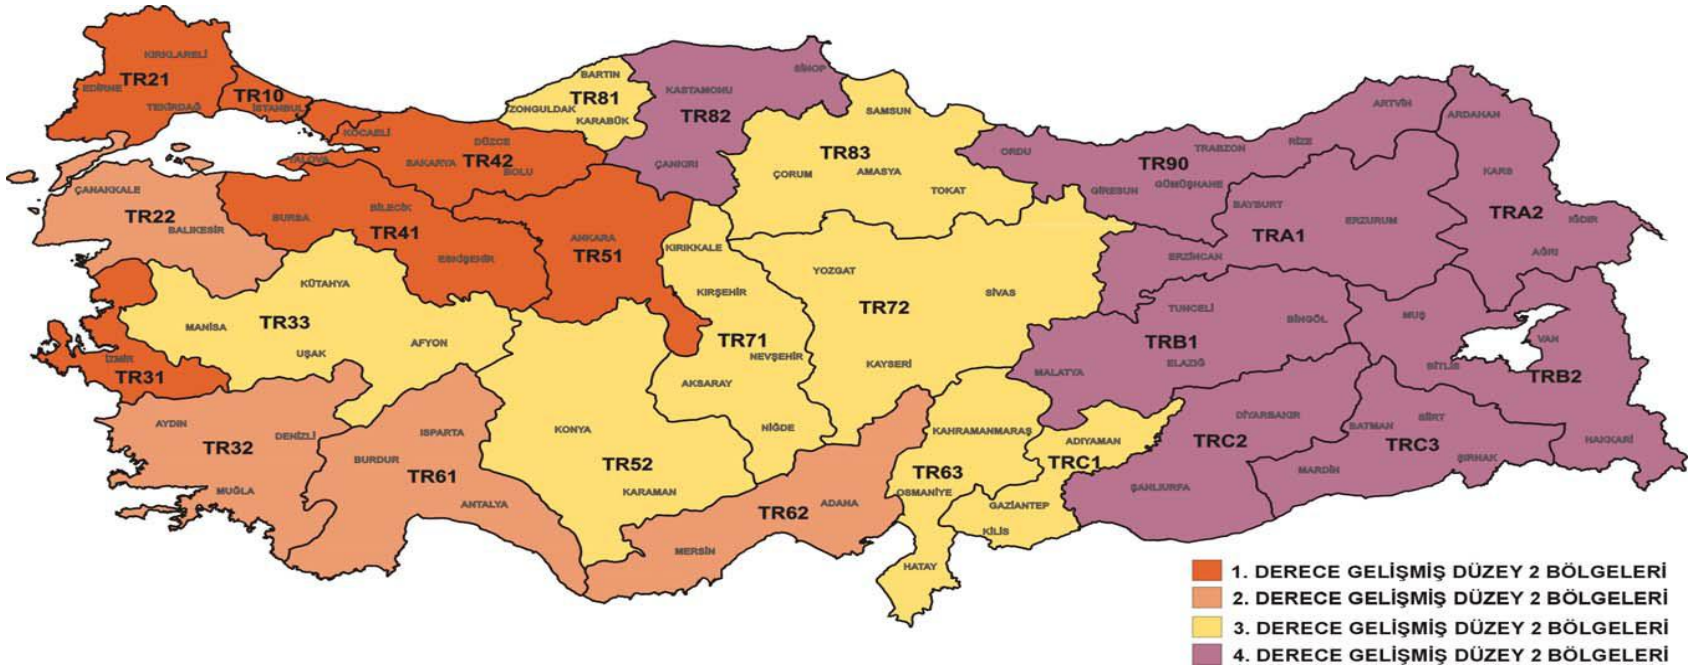 KIRKLARELİ
TR21
EDİRNE
TEKİRDAĞ
TR10
İSTANBUL
KOCAELİ
YALOVA
SAKARYA
DÜZCE
TR42
BOLU
BARTIN
TR81
ZONGULDAK
KARABÜK
KASTAMONU
SİNOP
TR82
ÇANKIRI
SAMSUN
TR83
ÇORUM
AMASYA
TOKAT
ORDU
TR90
TRABZON
RİZE
ARTVİN
GİRESUN
GÜMÜŞHANE
ARDAHAN
KARS
TRA2
IĞDIR
AĞRI
BAYBURT
ERZURUM
TRA1
ERZİNCAN
ÇANAKKALE
TR22
BALIKESİR
BURSA
BİLECİK
TR41
ESKİŞEHİR
ANKARA
TR51
KIRIKKALE
KIRŞEHİR
TR71
NEVŞEHİR
AKSARAY
NİĞDE
YOZGAT
SİVAS
TR72
KAYSERİ
KÜTAHYA
TR33
MANİSA
UŞAK
AFYON
İZMİR
TR31
TUNCELİ
BİNGÖL
TRB1
MALATYA
ELAZIĞ
MUŞ
VAN
BİTLİS
TRB2
HAKKARİ
AYDIN
DENİZLİ
TR32
MUĞLA
ISPARTA
BURDUR
TR61
ANTALYA
KONYA
TR52
KARAMAN
TR62
ADANA
MERSİN
KAHRAMANMARAŞ
TR63
OSMANİYE
HATAY
ADIYAMAN
TRC1
GAZİANTEP
KİLİS
DİYARBAKIR
TRC2
ŞANLIURFA
SİİRT
BATMAN
TRC3
MARDİN
ŞIRNAK
1. DERECE GELİŞMİŞ DÜZEY 2 BÖLGELERİ
2. DERECE GELİŞMİŞ DÜZEY 2 BÖLGELERİ
3. DERECE GELİŞMİŞ DÜZEY 2 BÖLGELERİ
4. DERECE GELİŞMİŞ DÜZEY 2 BÖLGELERİ